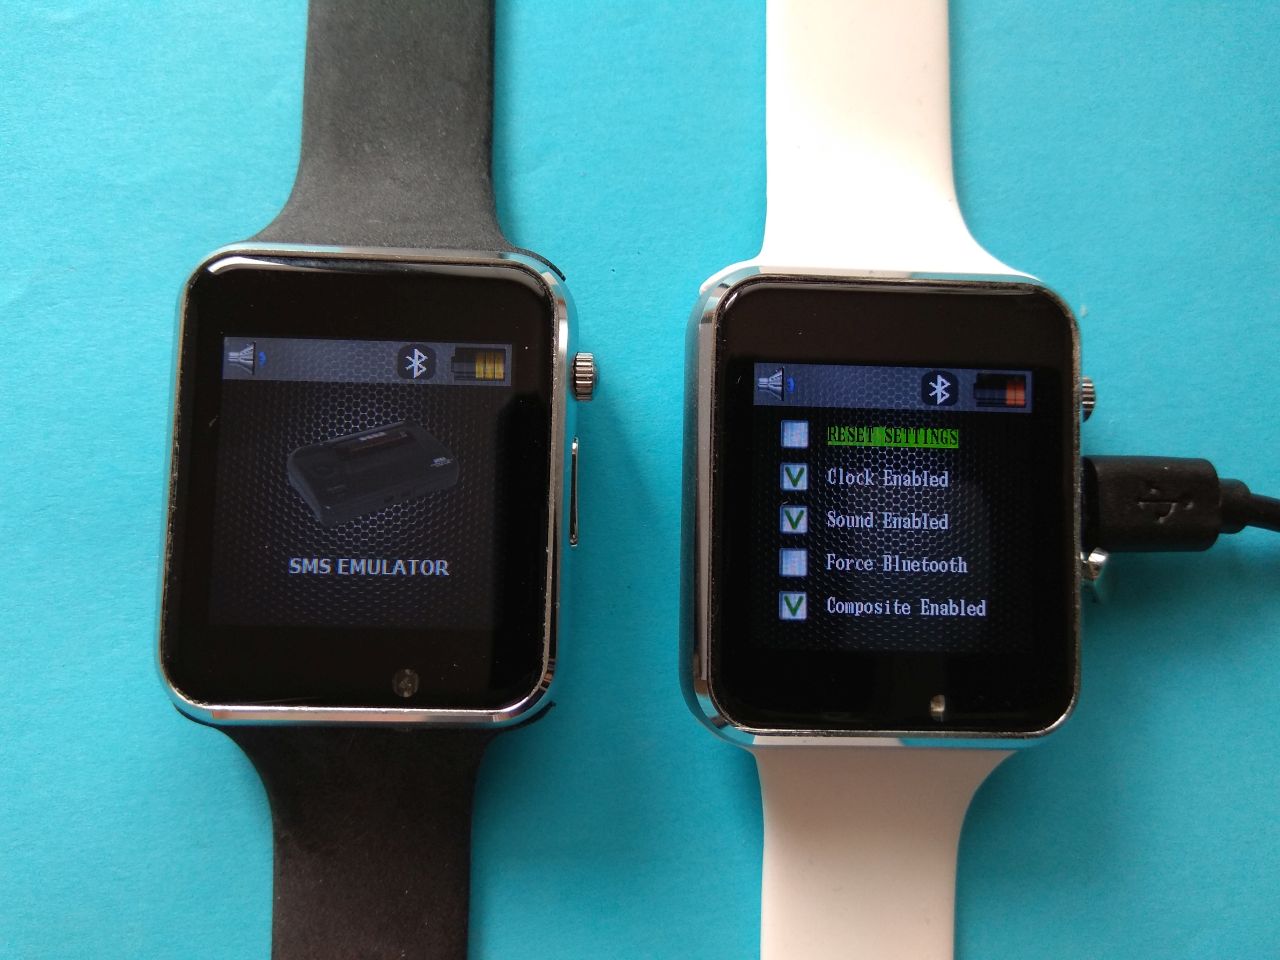 SMS EMULATOR
RESET SETTINGS
Clock Enabled
Sound Enabled
Force Bluetooth
Composite Enabled